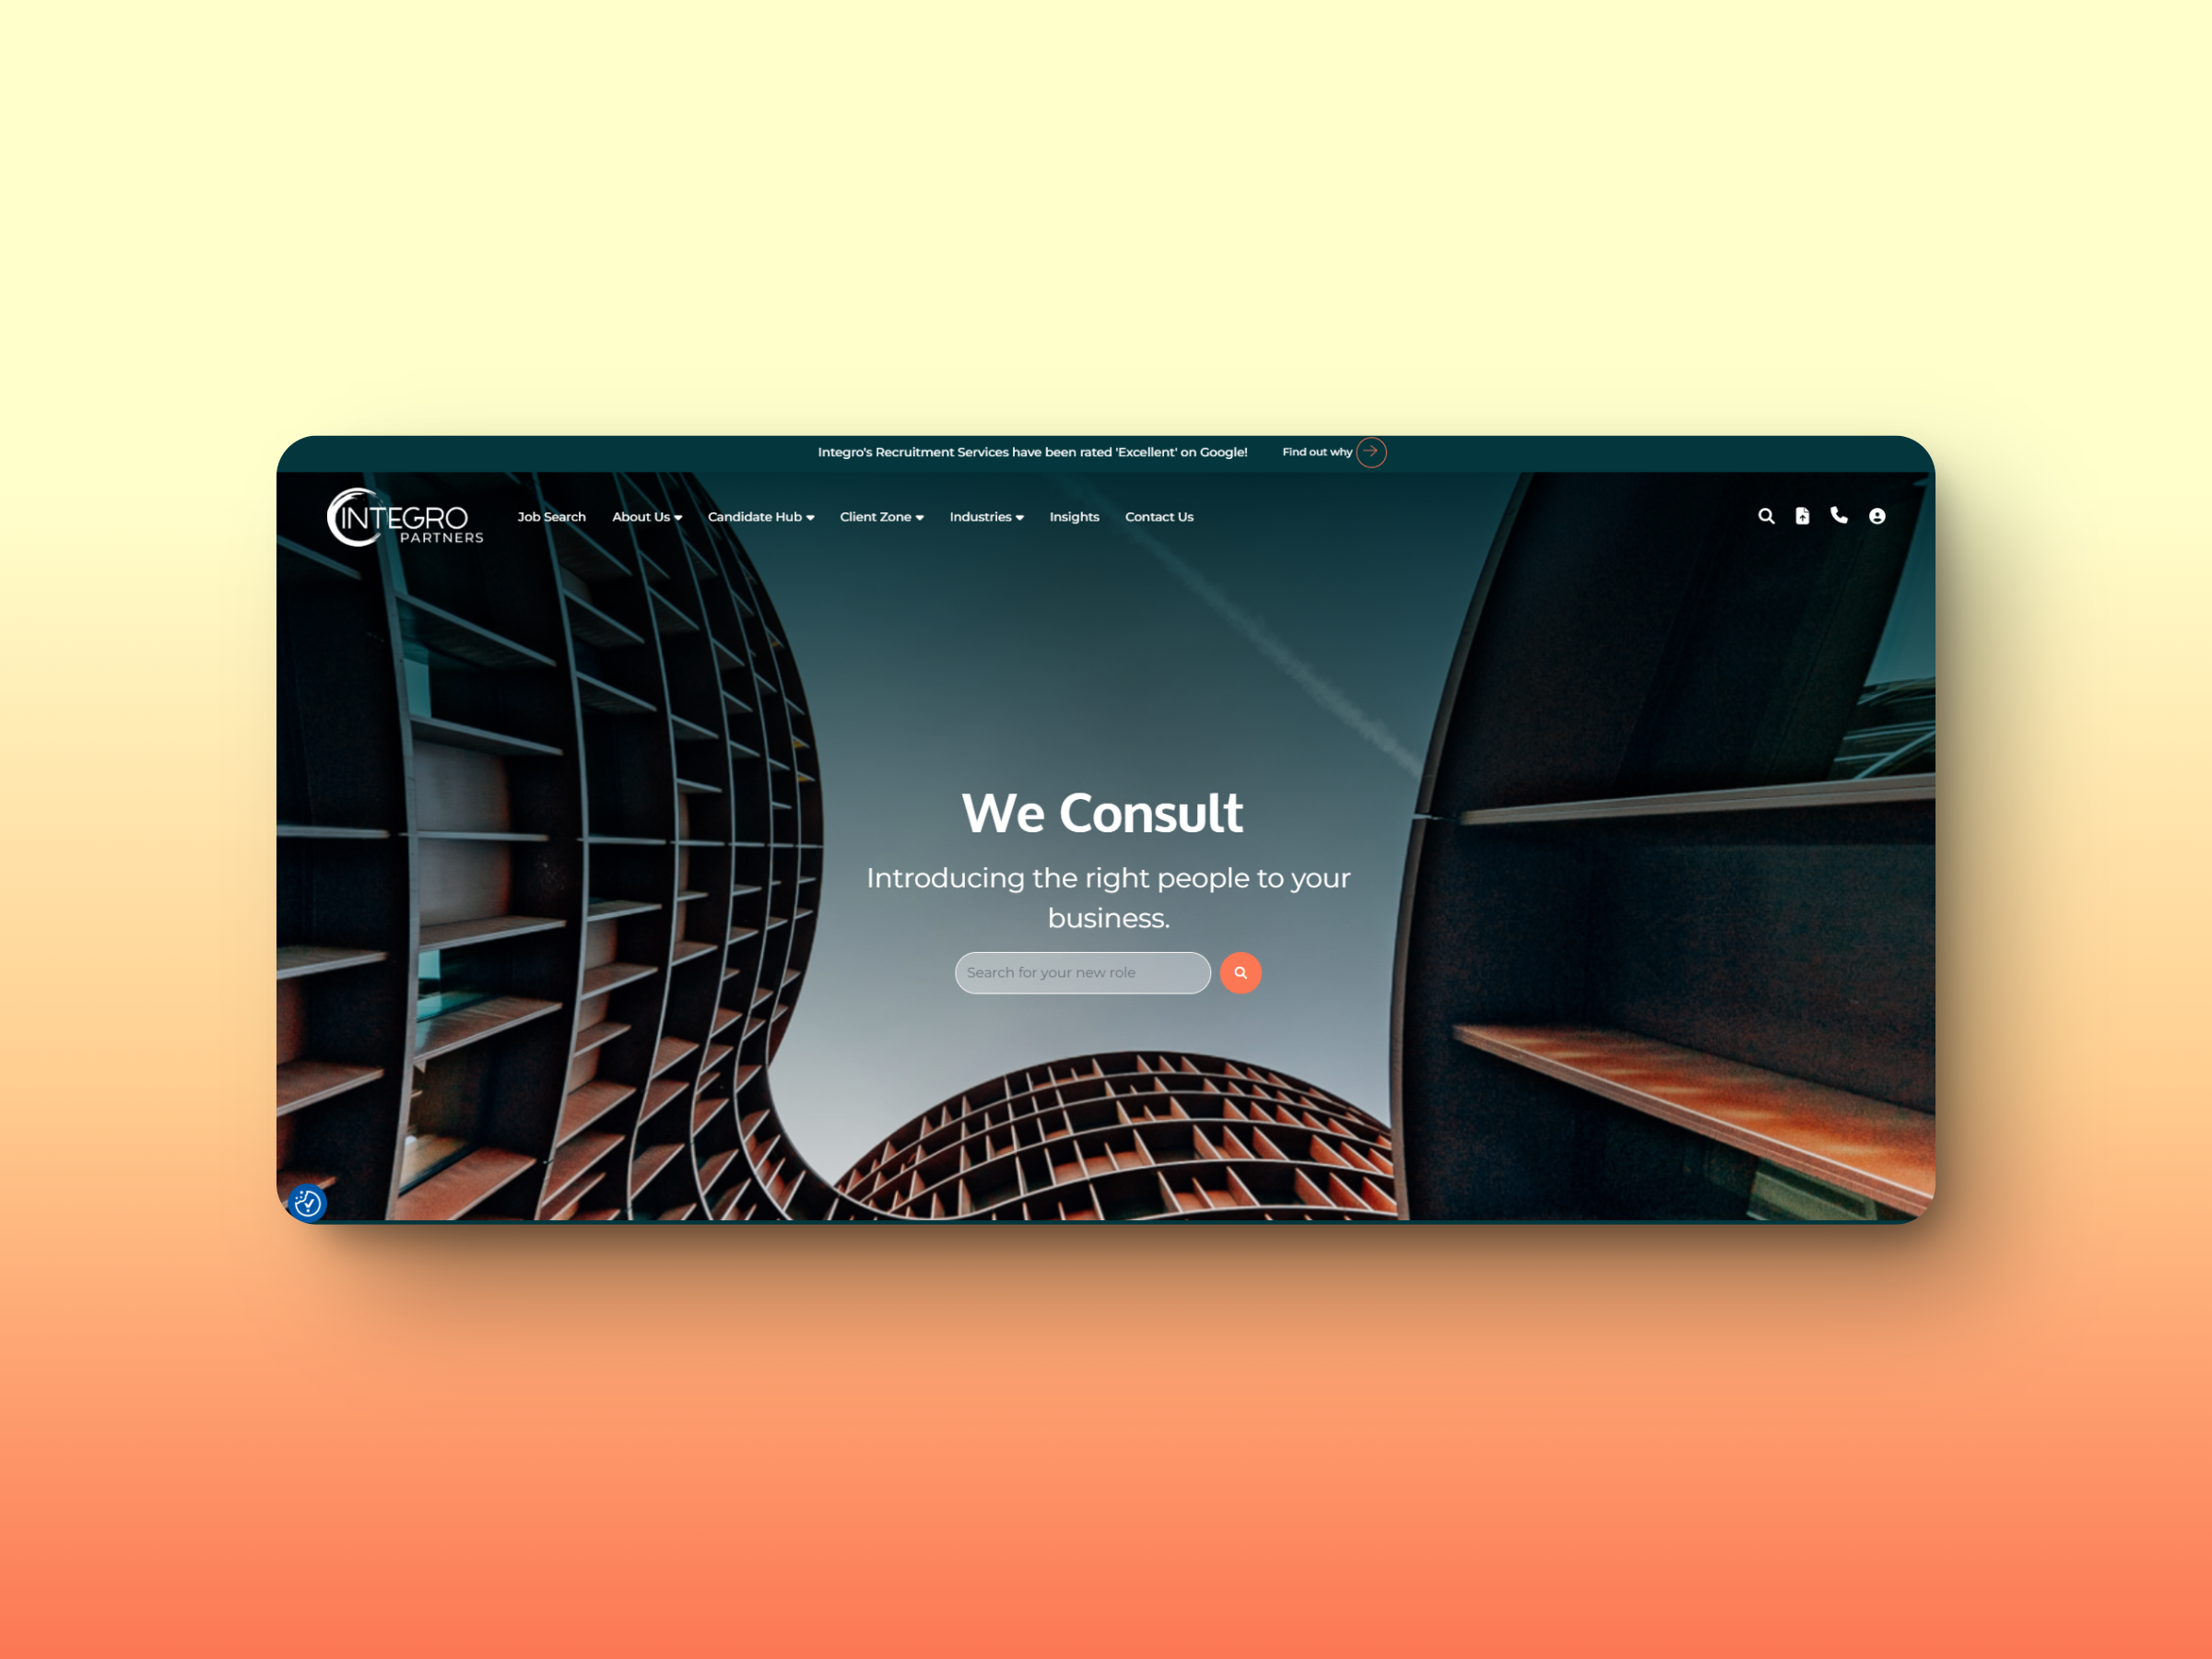 Integro's Recruitment Services have been rated 'Excellent' on Google! Find out why
INTEGRO
PARTNERS
Job Search About Us Candidate Hub Client Zone Industries Insights Contact Us
We Consult
Introducing the right people to your
business.
Search for your new role